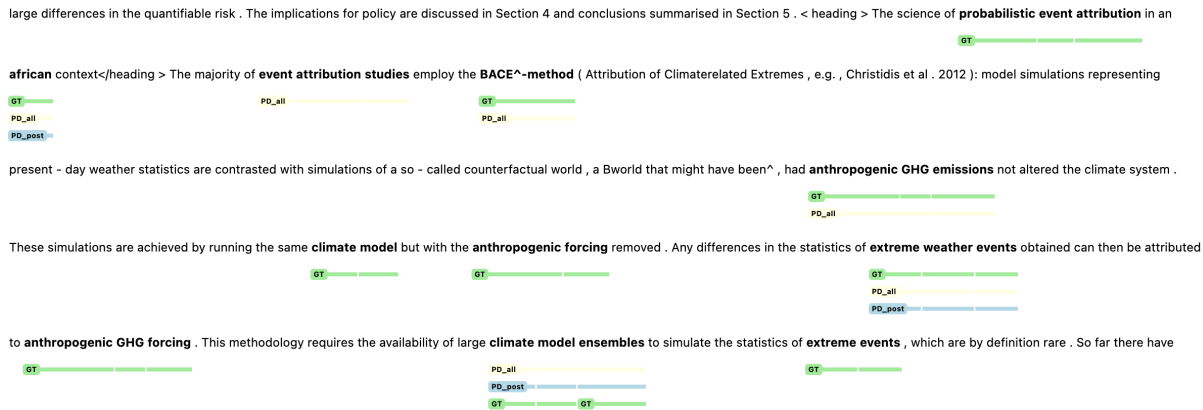 large differences in the quantifiable risk . The implications for policy are discussed in Section 4 and conclusions summarised in Section 5 . < heading > The science of probabilistic event attribution in an
GT
african context</heading > The majority of event attribution studies employ the BACE^-method ( Attribution of Climaterelated Extremes , e.g. , Christidis et al . 2012 ): model simulations representing
GT PD_all GT
PD_all PD_all
PD_post
present - day weather statistics are contrasted with simulations of a so - called counterfactual world , a Bworld that might have been^ , had anthropogenic GHG emissions not altered the climate system .
GT
PD_all
These simulations are achieved by running the same climate model but with the anthropogenic forcing removed . Any differences in the statistics of extreme weather events obtained can then be attributed
GT GT GT
PD_all
PD_post
to anthropogenic GHG forcing . This methodology requires the availability of large climate model ensembles to simulate the statistics of extreme events , which are by definition rare . So far there have
GT PD_all GT
PD_post
GT GT